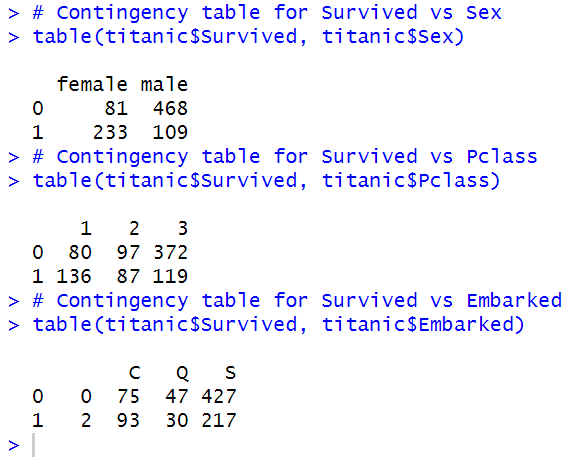 > # Contingency table for Survived vs Sex
> table(titanic$Survived, titanic$Sex)
    female male
  0     81  468
  1    233  109
> # Contingency table for Survived vs Pclass
> table(titanic$Survived, titanic$Pclass)
      1   2   3
  0  80  97 372
  1 136  87 119
> # Contingency table for Survived vs Embarked
> table(titanic$Survived, titanic$Embarked)
          C   Q   S
  0   0  75  47 427
  1   2  93  30 217
>